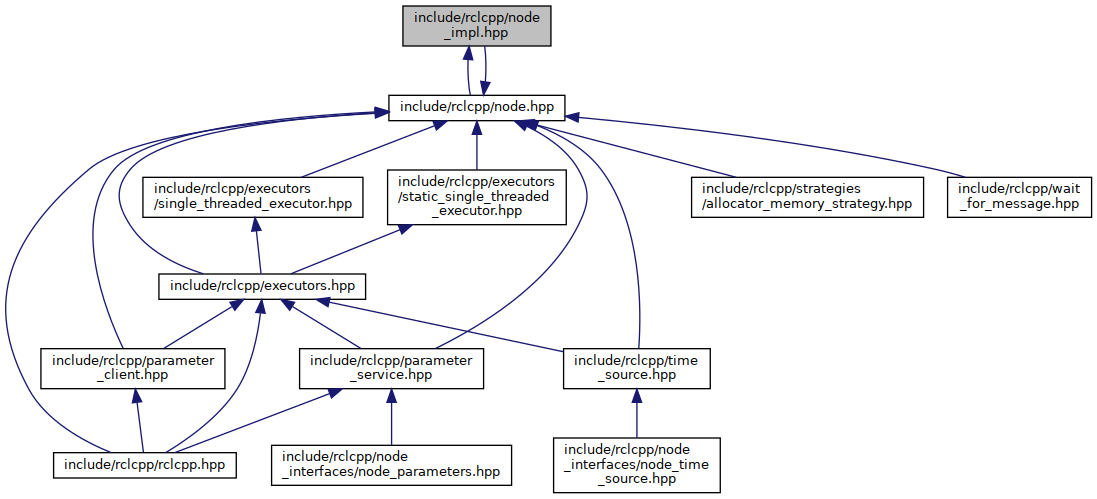 include/rclcpp/node
_impl.hpp
include/rclcpp/node.hpp
include/rclcpp/executors
/single_threaded_executor.hpp
include/rclcpp/executors
/static_single_threaded
_executor.hpp
include/rclcpp/strategies
/allocator_memory_strategy.hpp
include/rclcpp/wait
_for_message.hpp
include/rclcpp/executors.hpp
include/rclcpp/parameter
_client.hpp
include/rclcpp/parameter
_service.hpp
include/rclcpp/time
_source.hpp
include/rclcpp/rclcpp.hpp
include/rclcpp/node
_interfaces/node_parameters.hpp
include/rclcpp/node
_interfaces/node_time
_source.hpp